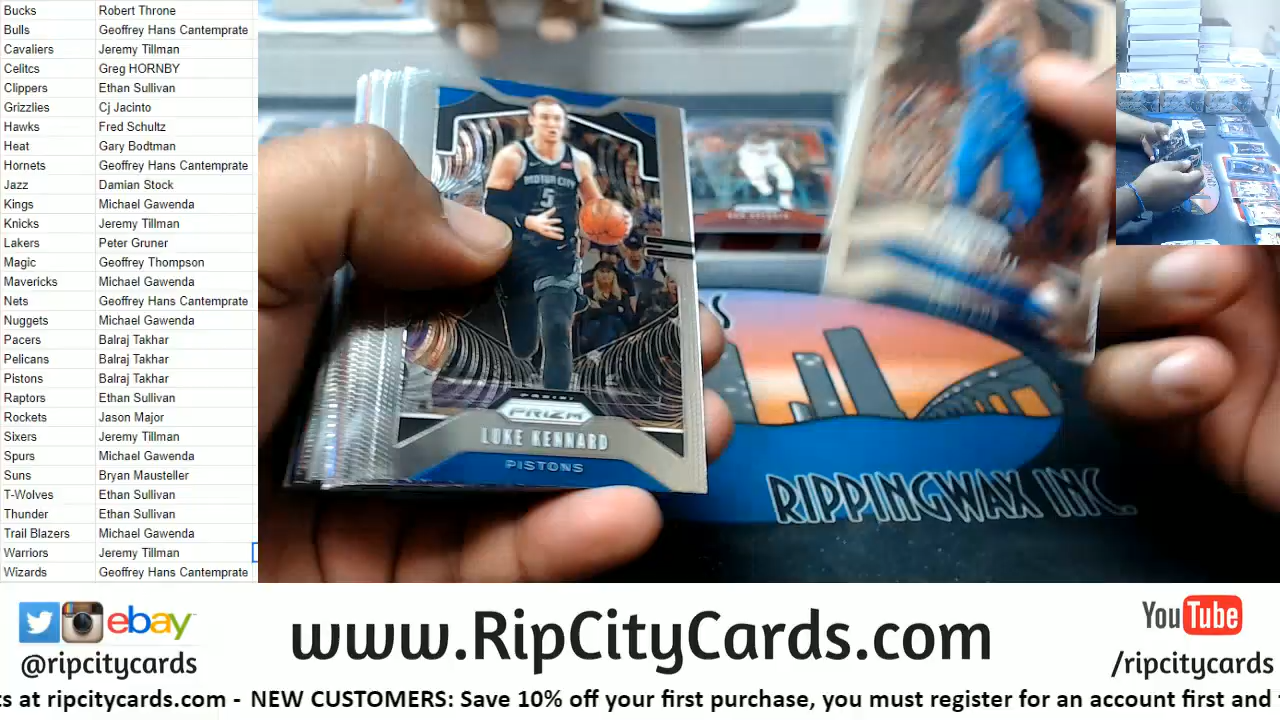 Bucks Robert Throne
Bulls Geoffrey Hans Cantemprate
Cavaliers Jeremy Tillman
Celitcs Greg HORNBY
Clippers Ethan Sullivan
Grizzlies Cj Jacinto
Hawks Fred Schultz
Heat Gary Bodtman
Hornets Geoffrey Hans Cantemprate
Jazz Damian Stock
Kings Michael Gawenda
Knicks Jeremy Tillman
Lakers Peter Gruner
Magic Geoffrey Thompson
Mavericks Michael Gawenda
Nets Geoffrey Hans Cantemprate
Nuggets Michael Gawenda
Pacers Balraj Takhar
Pelicans Balraj Takhar
Pistons Balraj Takhar
Raptors Ethan Sullivan
Rockets Jason Major
Sixers Jeremy Tillman
Spurs Michael Gawenda
Suns Bryan Mausteller
T-Wolves Ethan Sullivan
Thunder Ethan Sullivan
Trail Blazers Michael Gawenda
Warriors Jeremy Tillman
Wizards Geoffrey Hans Cantemprate
MOTOR CITY
5
PANINI
PRIZM
LUKE KENNARD
PISTONS
RIPPINGWAX INC.
ebay
@ripcitycards
www.RipCityCards.com
YouTube
/ripcitycards
ts at ripcitycards.com - NEW CUSTOMERS: Save 10% off your first purchase, you must register for an account first and